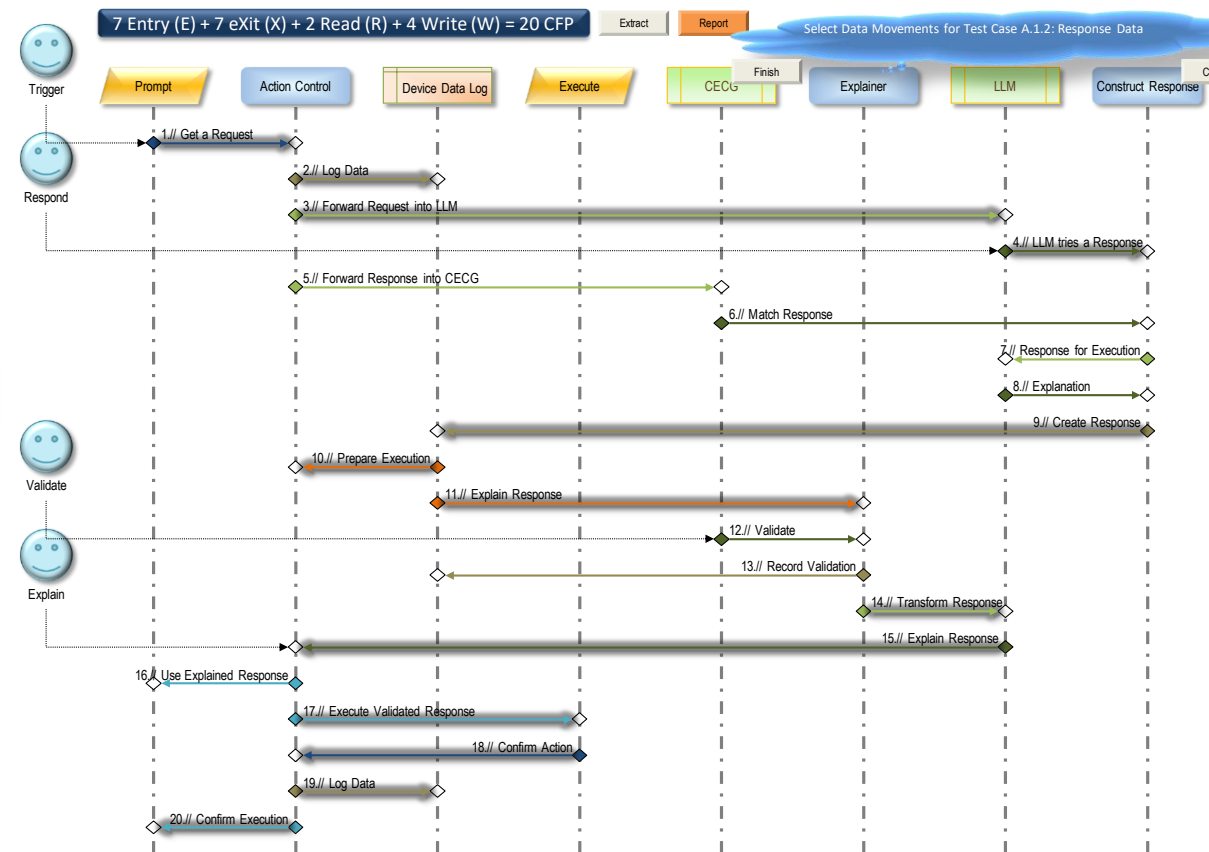 7 Entry (E) + 7 eXit (X) + 2 Read (R) + 4 Write (W) = 20 CFP
Extract
Report
Select Data Movements for Test Case A.1.2: Response Data
Finish
C
Trigger
Prompt
Action Control
Device Data Log
Execute
CECG
Explainer
LLM
Construct Response
1.// Get a Request
2.// Log Data
Respond
3.// Forward Request into LLM
4.// LLM tries a Response
5.// Forward Response into CECG
6.// Match Response
7.// Response for Execution
8.// Explanation
9.// Create Response
10.// Prepare Execution
Validate
11.// Explain Response
12.// Validate
13.// Record Validation
Explain
14.// Transform Response
15.// Explain Response
16.// Use Explained Response
17.// Execute Validated Response
18.// Confirm Action
19.// Log Data
20.// Confirm Execution